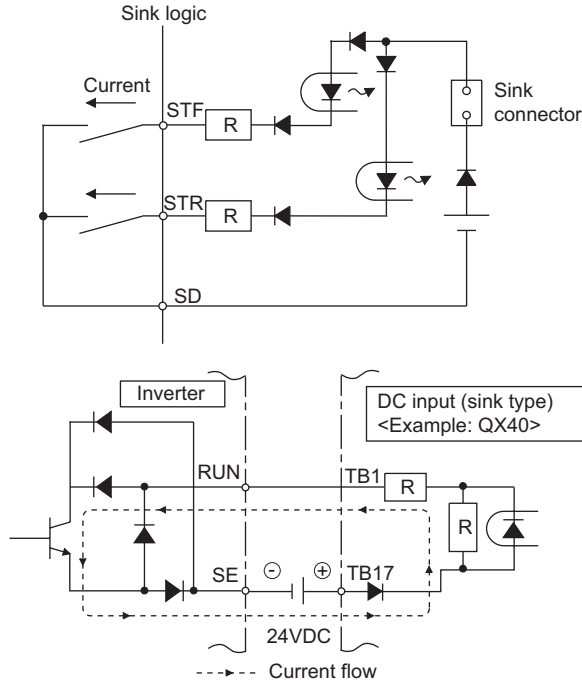 Sink logic
Current
STF
R
Sink
connector
STR
R
SD
Inverter
DC input (sink type)
<Example: QX40>
RUN
TB1
R
R
SE
-
+
TB17
24VDC
Current flow